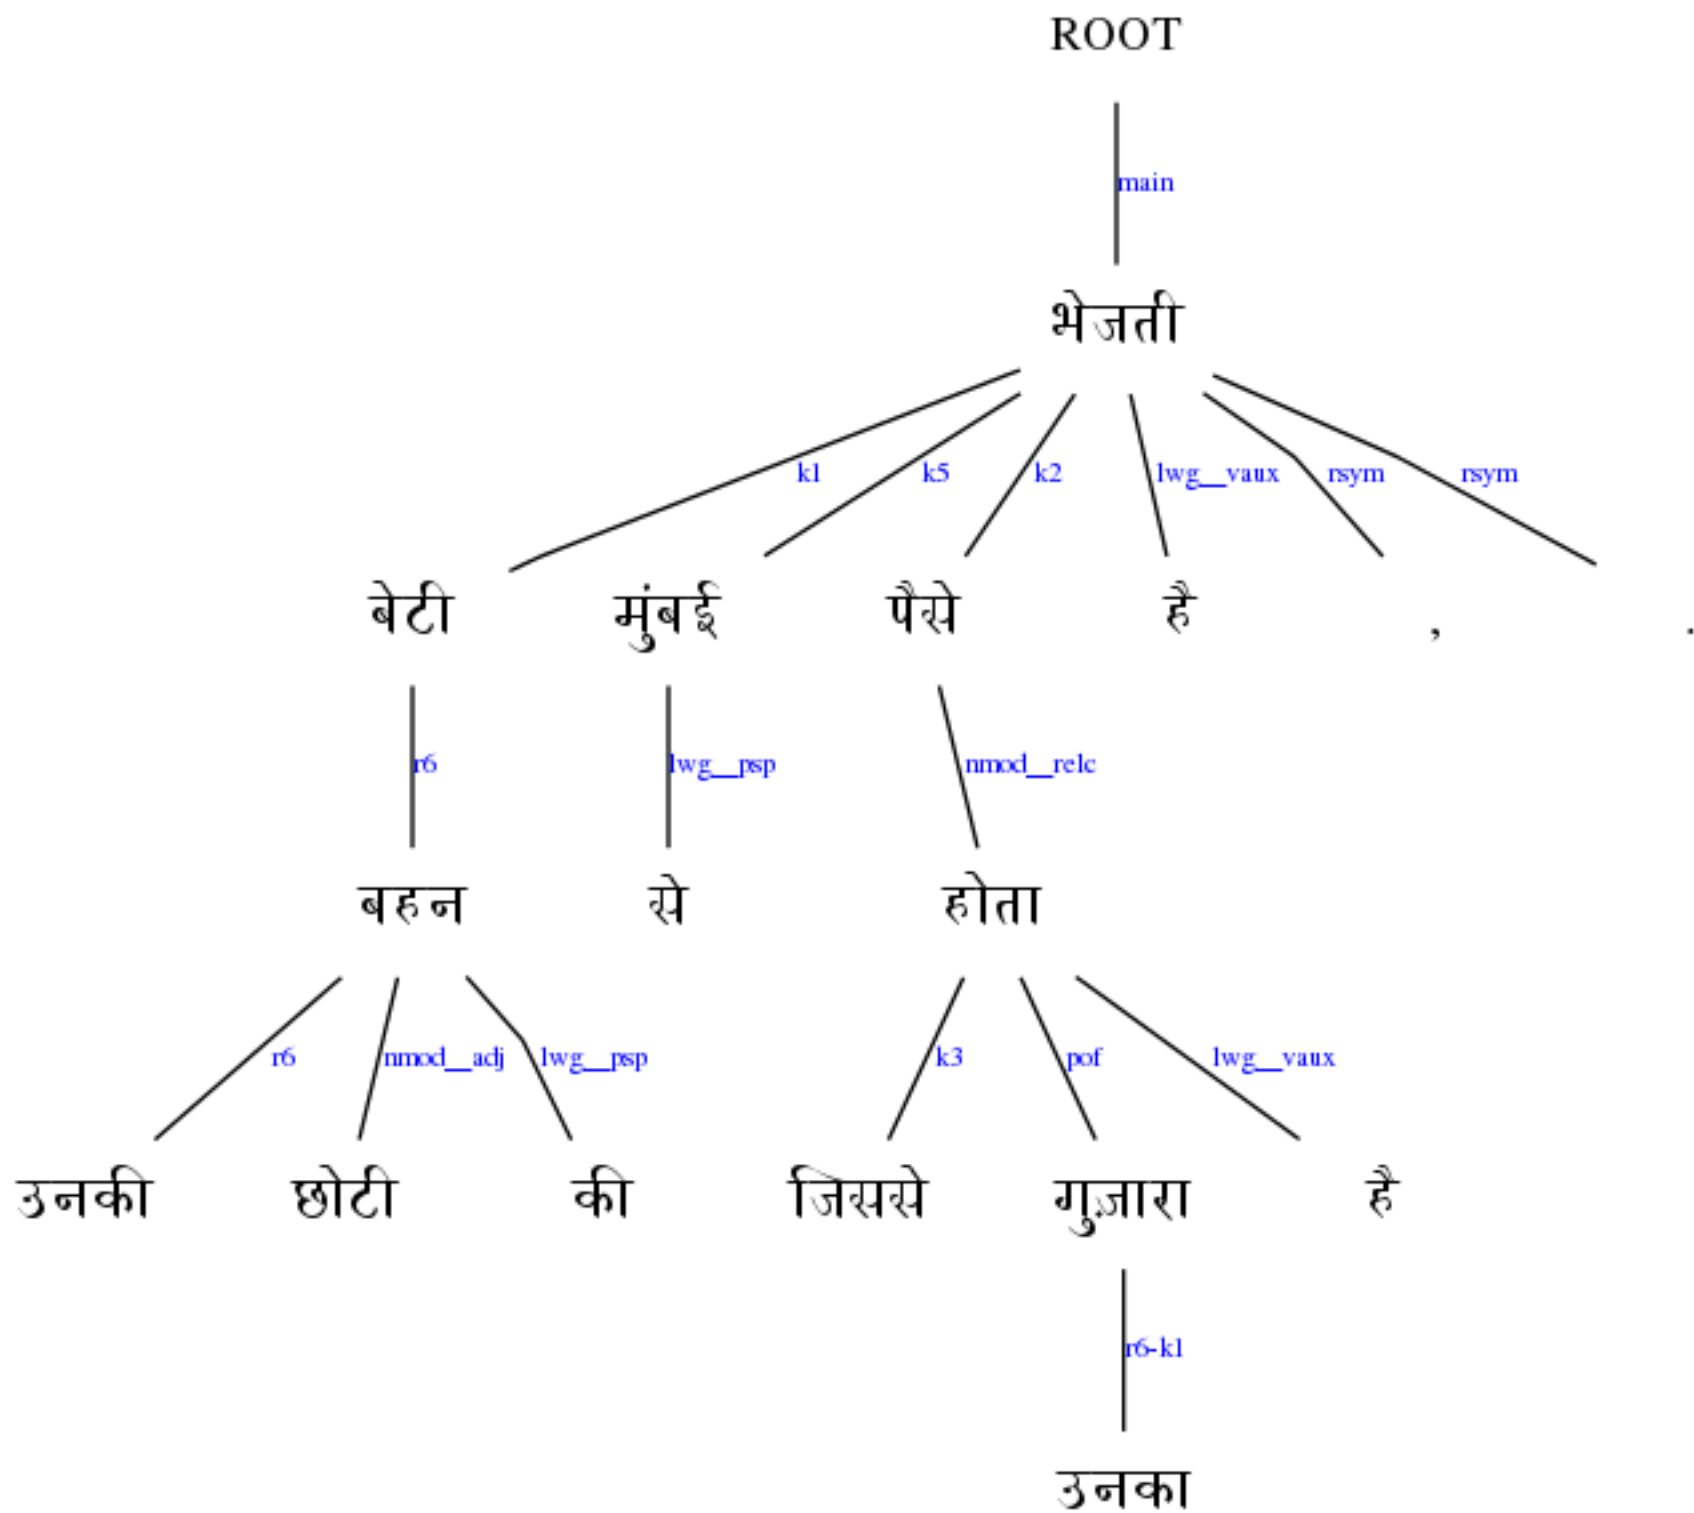 ROOT
main
भेजती
k1 k5 k2 lwg__vaux rsym rsym
बेटी मुंबई पैसे है , .
r6 lwg__psp nmod__relc
बहन से होता
r6 nmod__adj lwg__psp k3 pof lwg__vaux
उनकी छोटी की जिससे गुज़ारा है
r6-k1
उनका